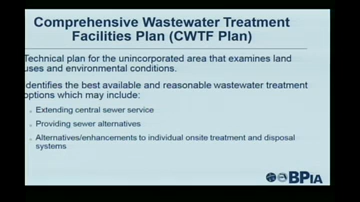 Comprehensive Wastewater Treatment
Facilities Plan (CWTF Plan)
Technical plan for the unincorporated area that examines land
uses and environmental conditions.
Identifies the best available and reasonable wastewater treatment
options which may include:
Extending central sewer service
Providing sewer alternatives
Alternatives/enhancements to individual onsite treatment and disposal
systems
BPIA